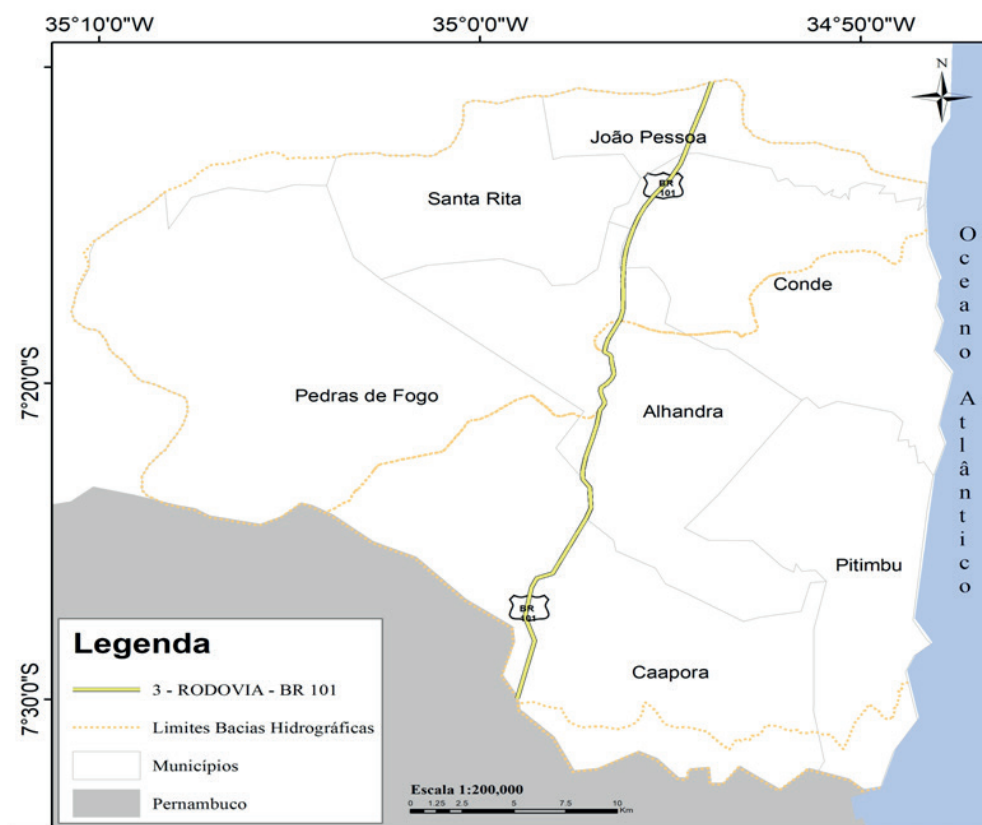 35°10'0"W 35°0'0"W 34°50'0"W
N
João Pessoa
BR
101
Santa Rita
Conde
7°20'0"S
Pedras de Fogo
Alhandra
Oceano Atlântico
Pitimbu
BR
101
Caapora
7°30'0"S
Legenda
3 - RODOVIA - BR 101
Limites Bacias Hidrográficas
Municípios
Pernambuco
Escala 1:200,000
0 1.25 2.5 5 7.5 10
Km